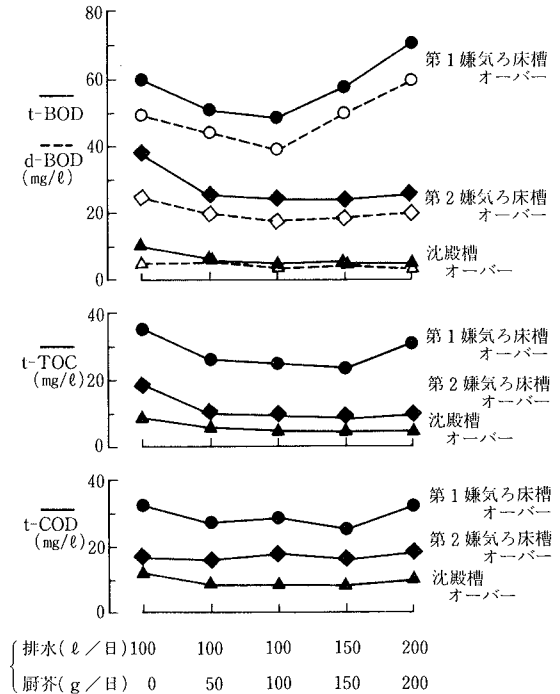 80
60
40
20
0
t-BOD
d-BOD
(mg/ℓ)
第1嫌気ろ床槽
オーバー
第2嫌気ろ床槽
オーバー
沈殿槽
オーバー
40
20
0
t-TOC
(mg/ℓ)
第1嫌気ろ床槽
オーバー
第2嫌気ろ床槽
オーバー
沈殿槽
オーバー
40
20
0
t-COD
(mg/ℓ)
第1嫌気ろ床槽
オーバー
第2嫌気ろ床槽
オーバー
沈殿槽
オーバー
排水(ℓ/日) 100 100 100 150 200
厨芥(g/日) 0 50 100 150 200